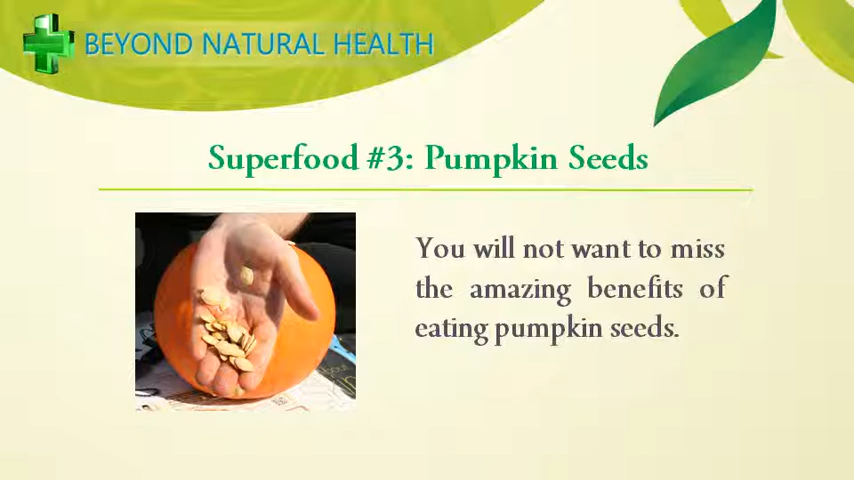 BEYOND NATURAL HEALTH
Superfood #3: Pumpkin Seeds
You will not want to miss
the amazing benefits of
eating pumpkin seeds.